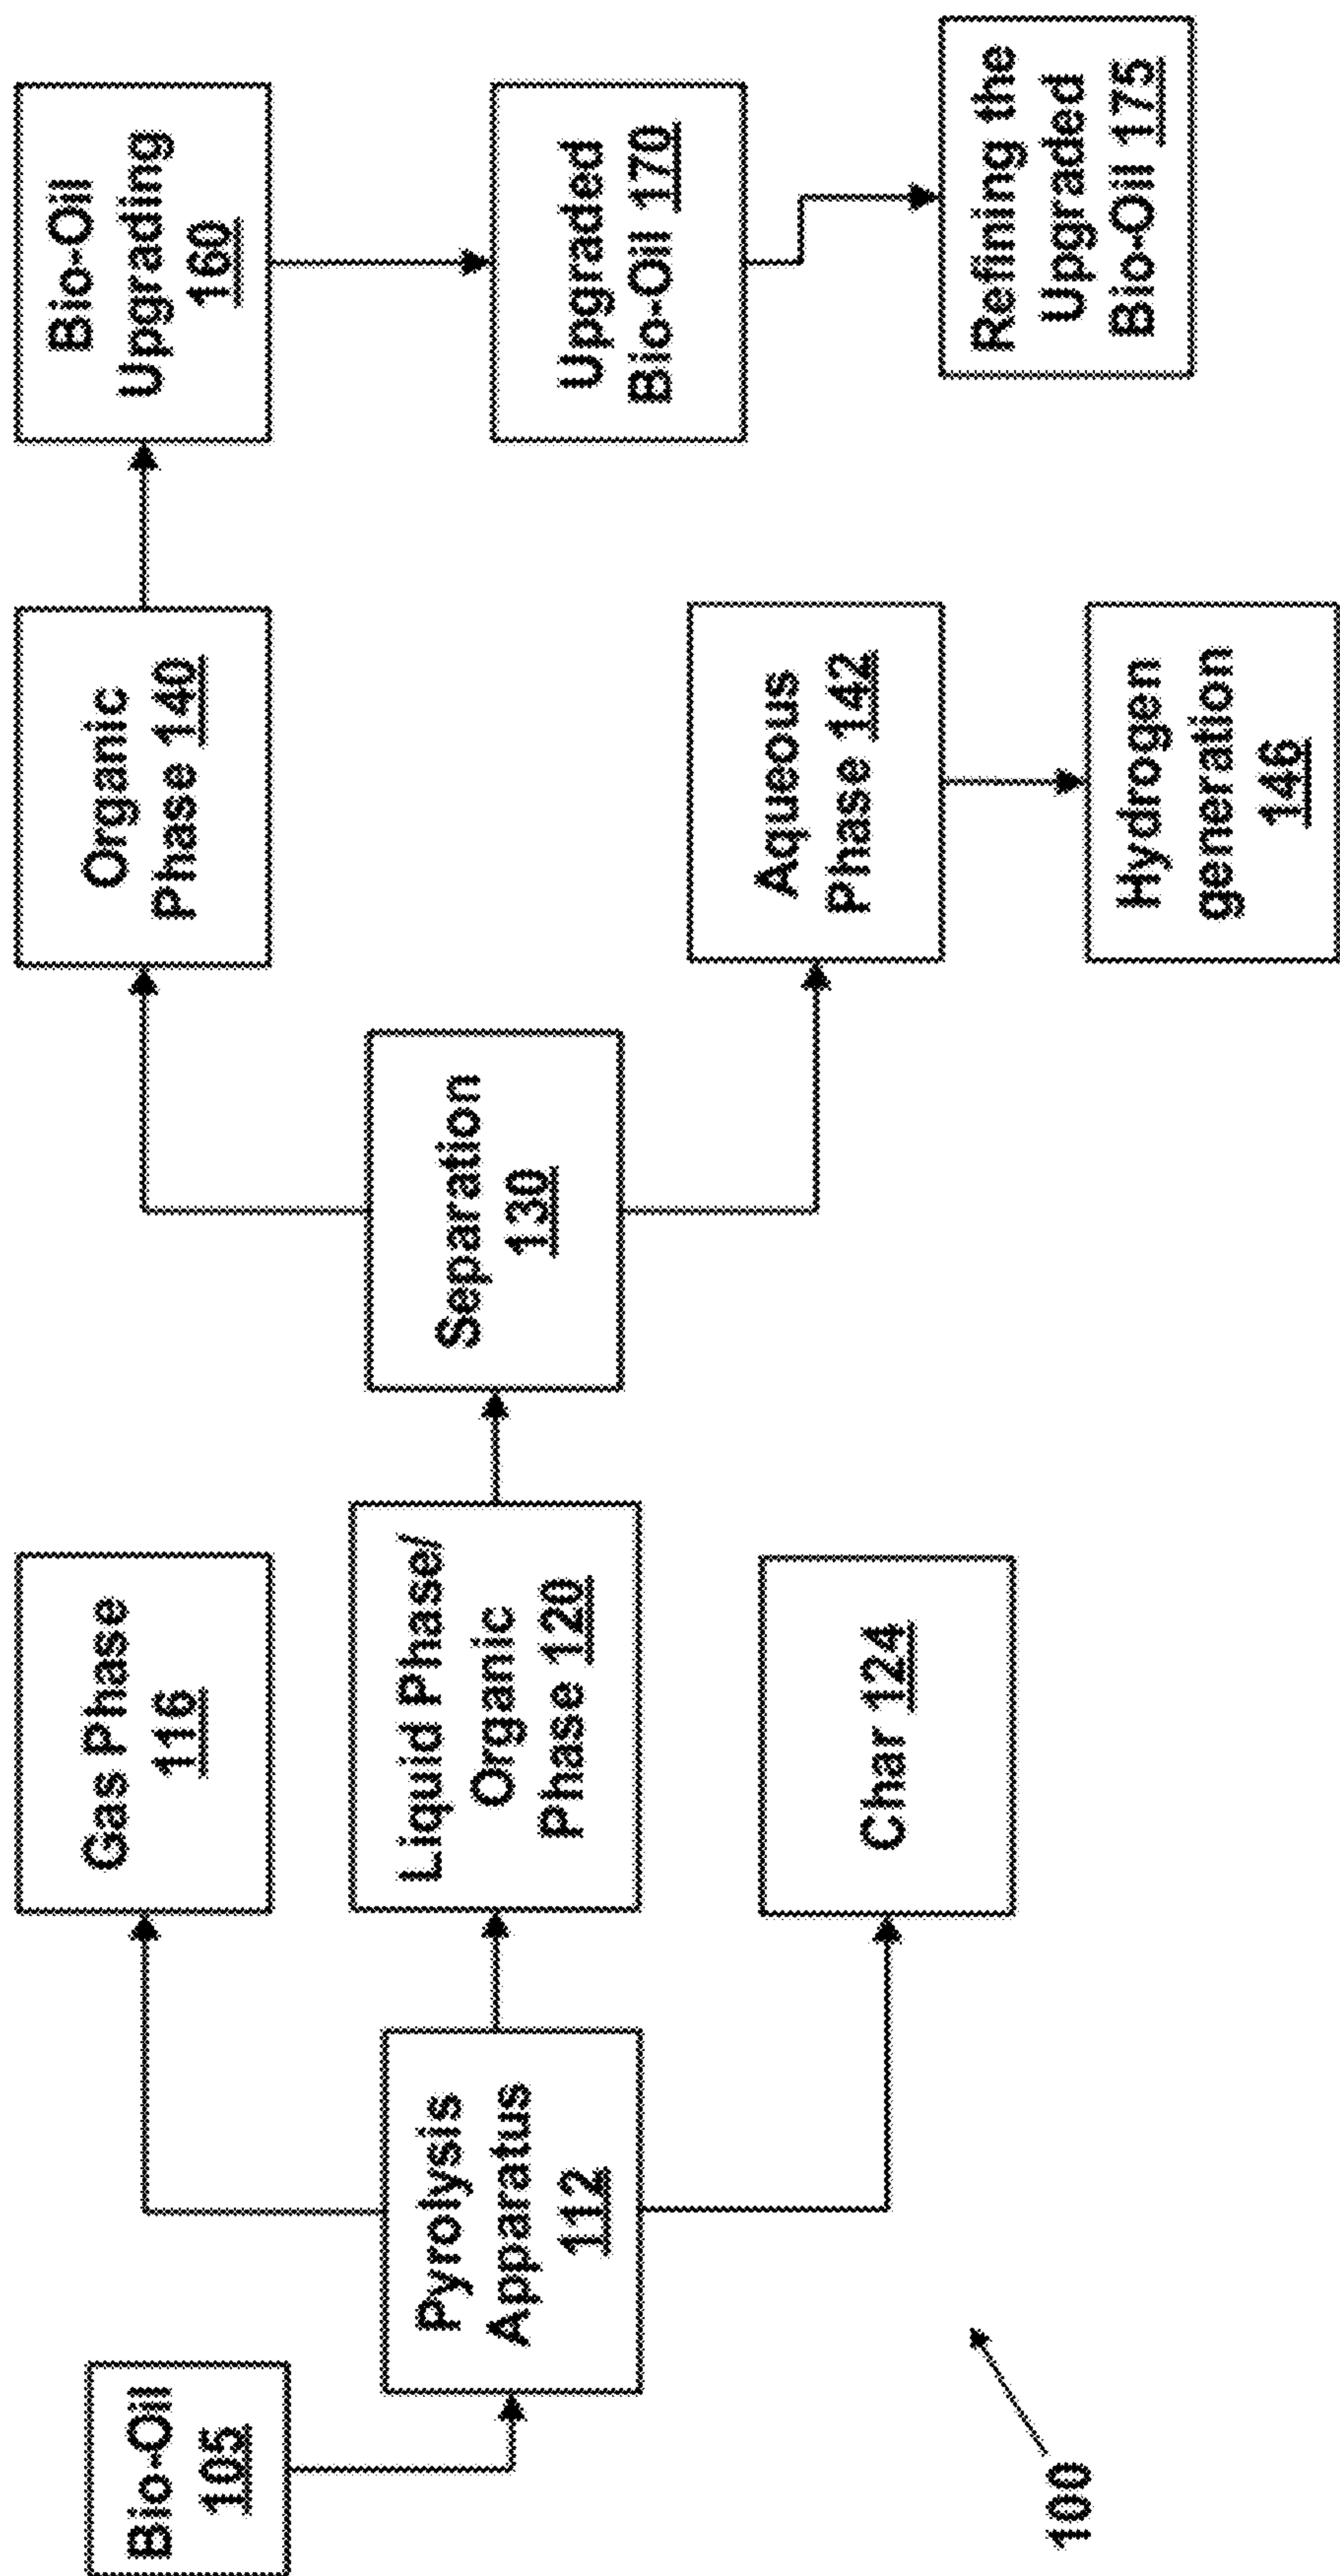 Bio-Oil
105
Pyrolysis
Apparatus
112
Gas Phase
116
Liquid Phase/
Organic
Phase 120
Char 124
Separation
130
Organic
Phase 140
Aqueous
Phase 142
Hydrogen
generation
146
Bio-Oil
Upgrading
160
Upgraded
Bio-Oil 170
Refining the
Upgraded
Bio-Oil 175
100